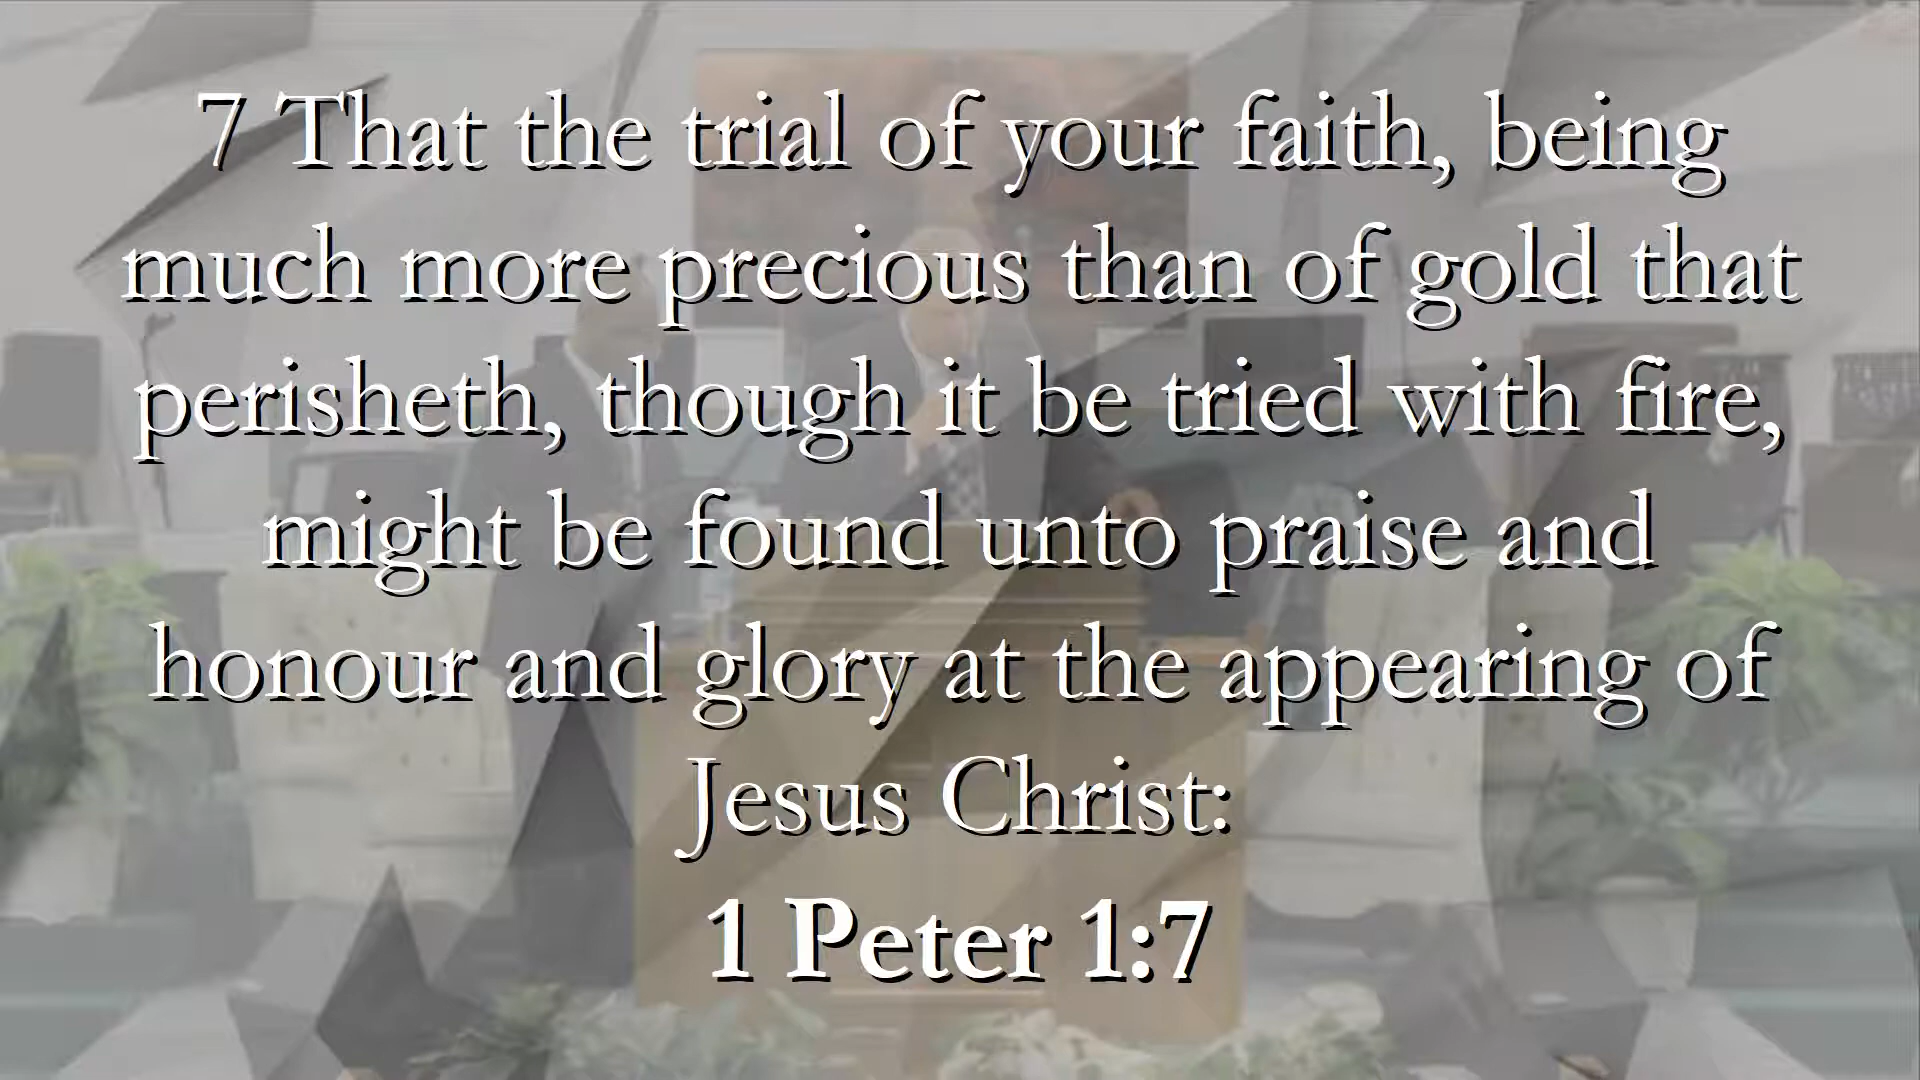 7 That the trial of your faith, being
much more precious than of gold that
perisheth, though it be tried with fire,
might be found unto praise and
honour and glory at the appearing of
Jesus Christ:
1 Peter 1:7